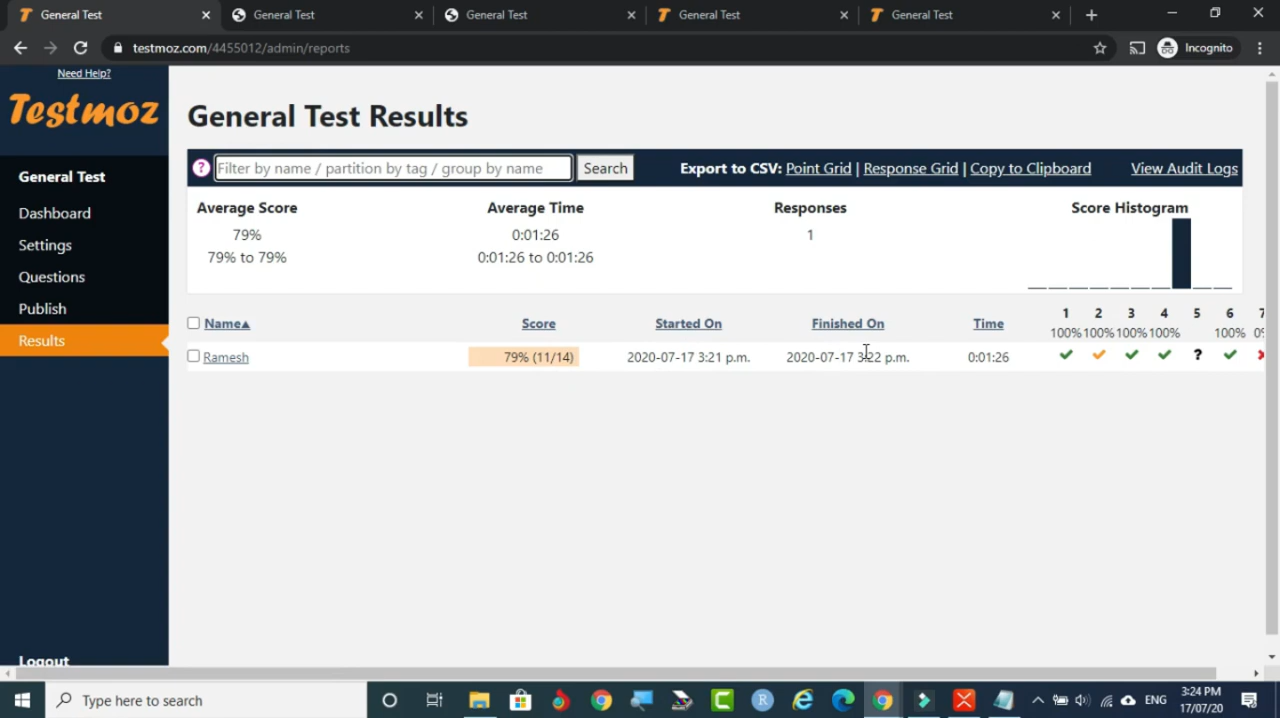 General Test
General Test
General Test
General Test
General Test
testmoz.com/4455012/admin/reports
Incognito
Need Help?
Testmoz
General Test
Dashboard
Settings
Questions
Publish
Results
Logout
General Test Results
? Filter by name / partition by tag / group by name Search Export to CSV: Point Grid | Response Grid | Copy to Clipboard View Audit Logs
Average Score Average Time Responses Score Histogram
79% 0:01:26 1
79% to 79% 0:01:26 to 0:01:26
Name▲ Score Started On Finished On Time 1 2 3 4 5 6 7
100% 100% 100% 100% 100% 0%
Ramesh 79% (11/14) 2020-07-17 3:21 p.m. 2020-07-17 3:22 p.m. 0:01:26 ?
Type here to search
ENG
3:24 PM
17/07/20